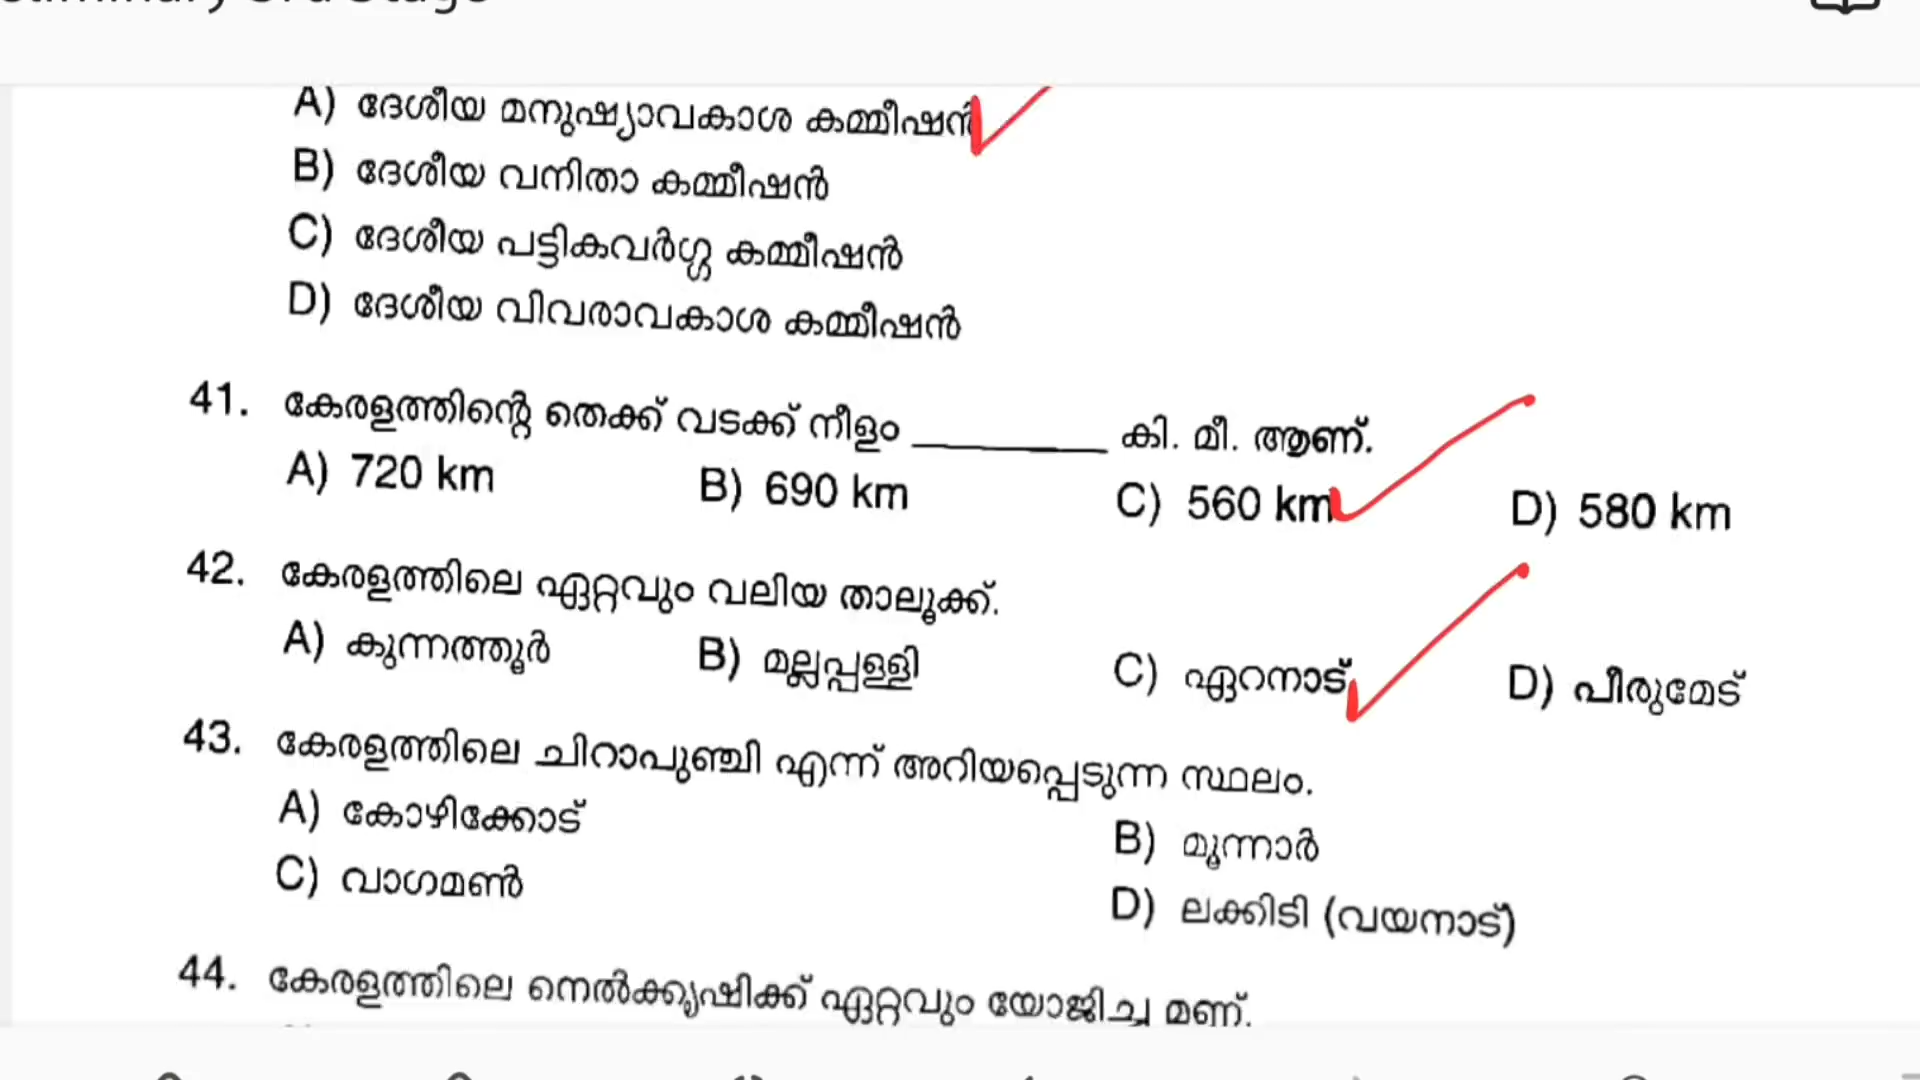 A) ദേശീയ മനുഷ്യാവകാശ കമ്മീഷൻ
B) ദേശീയ വനിതാ കമ്മീഷൻ
C) ദേശീയ പട്ടികവർഗ്ഗ കമ്മീഷൻ
D) ദേശീയ വിവരാവകാശ കമ്മീഷൻ
41. കേരളത്തിന്റെ തെക്ക് വടക്ക് നീളം ________ കി. മീ. ആണ്.
A) 720 km B) 690 km C) 560 km D) 580 km
42. കേരളത്തിലെ ഏറ്റവും വലിയ താലൂക്ക്.
A) കുന്നത്തൂർ B) മല്ലപ്പള്ളി C) ഏറനാട് D) പീരുമേട്
43. കേരളത്തിലെ ചിറാപുഞ്ചി എന്ന് അറിയപ്പെടുന്ന സ്ഥലം.
A) കോഴിക്കോട് B) മൂന്നാർ
C) വാഗമൺ D) ലക്കിടി (വയനാട്)
44. കേരളത്തിലെ നെൽക്കൃഷിക്ക് ഏറ്റവും യോജിച്ച മണ്ണ്.